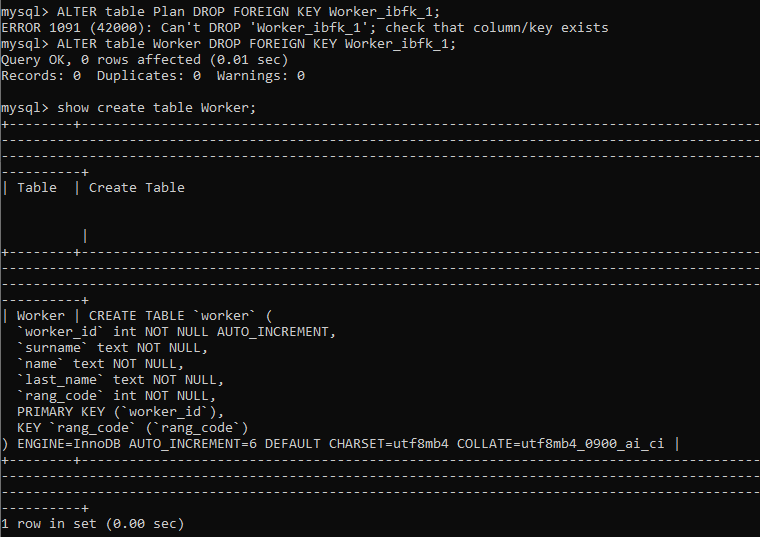 mysql> ALTER table Plan DROP FOREIGN KEY Worker_ibfk_1;
ERROR 1091 (42000): Can't DROP 'Worker_ibfk_1'; check that column/key exists
mysql> ALTER table Worker DROP FOREIGN KEY Worker_ibfk_1;
Query OK, 0 rows affected (0.01 sec)
Records: 0  Duplicates: 0  Warnings: 0
mysql> show create table Worker;
+--------+-------------------------------------------------------------------------------------
-----------------------------------------------------------------------------------------------
-----------------------------------------------------------------------------------------------
----------+
| Table  | Create Table
|
+--------+-------------------------------------------------------------------------------------
-----------------------------------------------------------------------------------------------
-----------------------------------------------------------------------------------------------
----------+
| Worker | CREATE TABLE `worker` (
  `worker_id` int NOT NULL AUTO_INCREMENT,
  `surname` text NOT NULL,
  `name` text NOT NULL,
  `last_name` text NOT NULL,
  `rang_code` int NOT NULL,
  PRIMARY KEY (`worker_id`),
  KEY `rang_code` (`rang_code`)
) ENGINE=InnoDB AUTO_INCREMENT=6 DEFAULT CHARSET=utf8mb4 COLLATE=utf8mb4_0900_ai_ci |
+--------+-------------------------------------------------------------------------------------
-----------------------------------------------------------------------------------------------
-----------------------------------------------------------------------------------------------
----------+
1 row in set (0.00 sec)